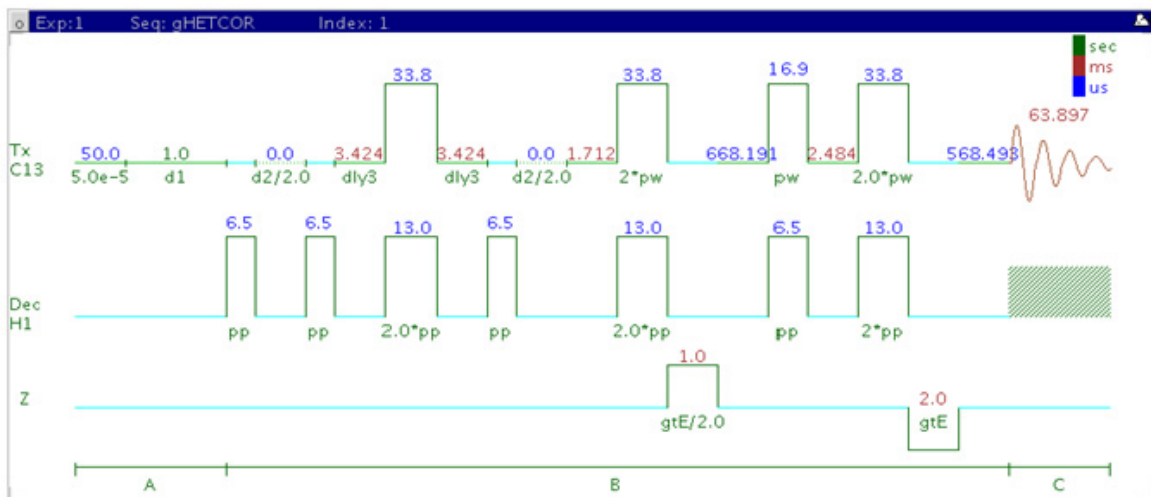 Exp:1 Seq: gHETCOR Index: 1
sec
ms
us
33.8 33.8 16.9 33.8 63.897
Tx
C13
50.0 1.0 0.0 3.424 3.424 0.0 1.712 668.191 2.484 568.493
5.0e-5 d1 d2/2.0 dly3 dly3 d2/2.0 2*pw pw 2.0*pw
6.5 6.5 13.0 6.5 13.0 6.5 13.0
Dec
H1
pp pp 2.0*pp pp 2.0*pp pp 2*pp
1.0
Z
2.0
gtE/2.0 gtE
A B C